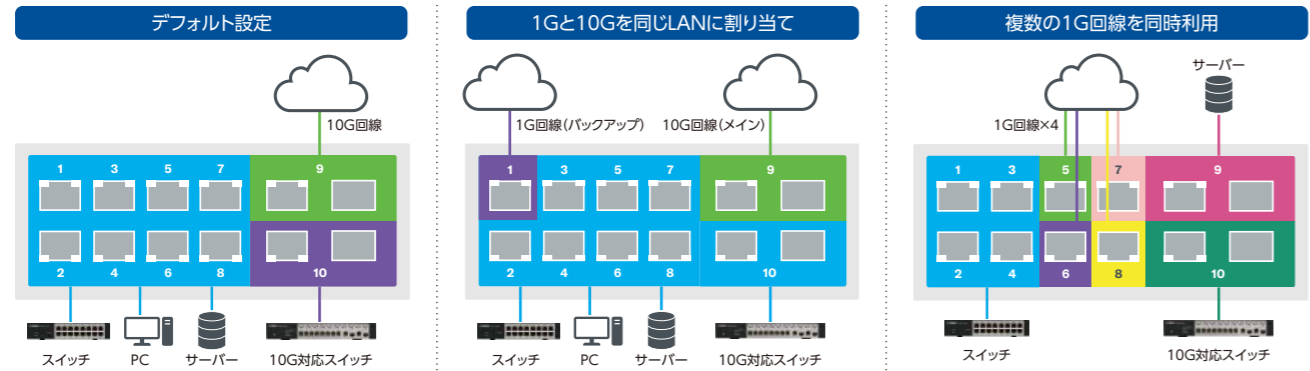 デフォルト設定
10G回線
1 3 5 7 9
2 4 6 8 10
スイッチ PC サーバー 10G対応スイッチ
1Gと10Gを同じLANに割り当て
1G回線(バックアップ) 10G回線(メイン)
1 3 5 7 9
2 4 6 8 10
スイッチ PC サーバー 10G対応スイッチ
複数の1G回線を同時利用
サーバー
1G回線×4
1 3 5 7 9
2 4 6 8 10
スイッチ 10G対応スイッチ